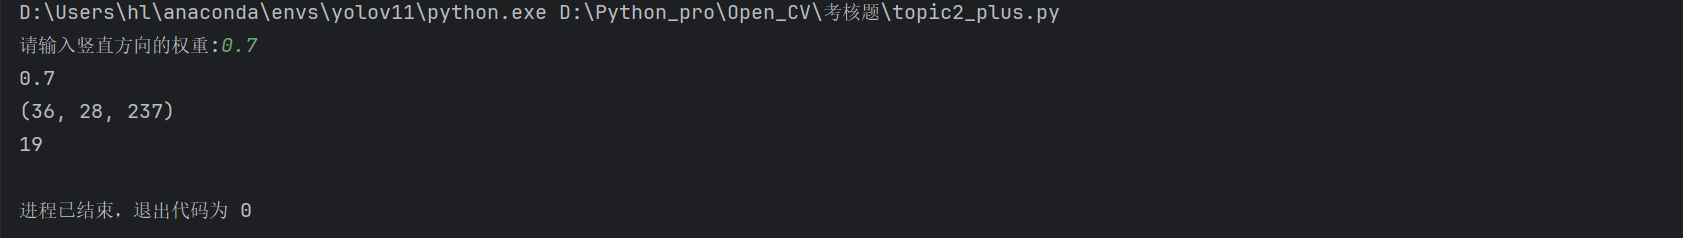 D:\Users\hl\anaconda\envs\yolov11\python.exe D:\Python_pro\Open_CV\考核题\topic2_plus.py
请输入竖直方向的权重:0.7
0.7
(36, 28, 237)
19
进程已结束，退出代码为 0